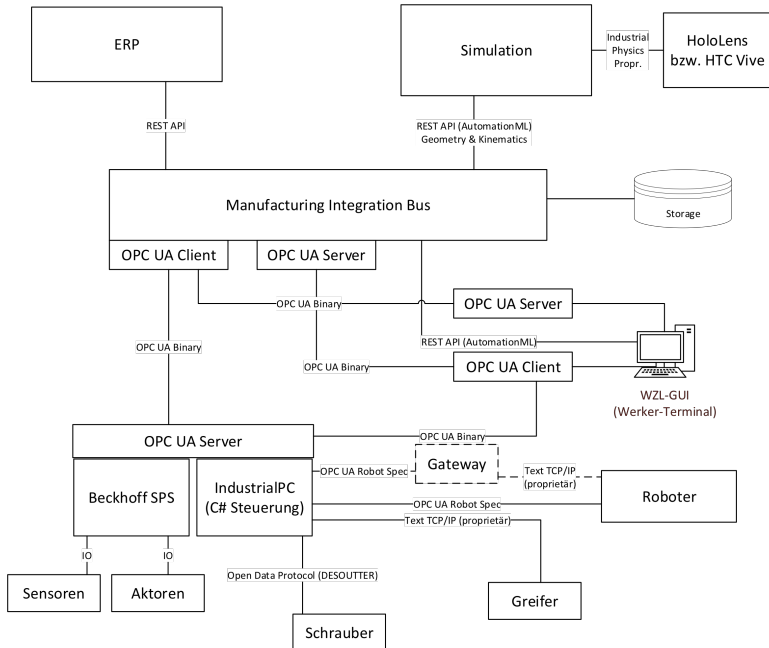 ERP
Simulation
Industrial
Physics
Propr.
HoloLens
bzw. HTC Vive
REST API
REST API (AutomationML)
Geometry & Kinematics
Manufacturing Integration Bus
Storage
OPC UA Client
OPC UA Server
OPC UA Binary
OPC UA Server
OPC UA Binary
REST API (AutomationML)
OPC UA Binary
OPC UA Client
WZL-GUI
(Werker-Terminal)
OPC UA Server
OPC UA Binary
Beckhoff SPS
IndustrialPC
(C# Steuerung)
OPC UA Robot Spec
Gateway
Text TCP/IP
(proprietär)
Roboter
OPC UA Robot Spec
Text TCP/IP (proprietär)
IO
IO
Open Data Protocol (DESOUTTER)
Sensoren
Aktoren
Greifer
Schrauber